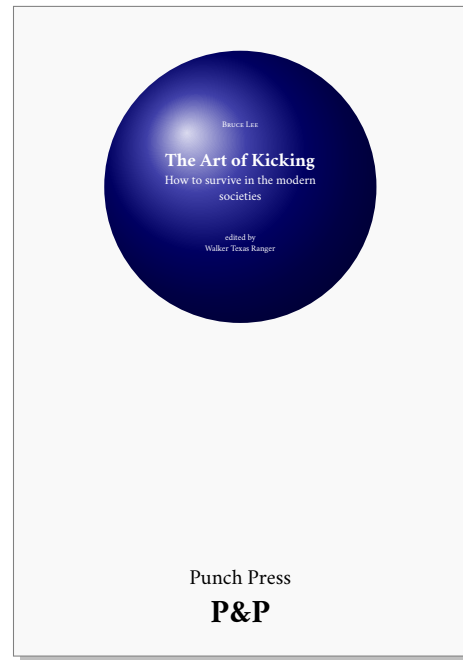 Bruce Lee
The Art of Kicking
How to survive in the modern
societies
edited by
Walker Texas Ranger
Punch Press
P&P